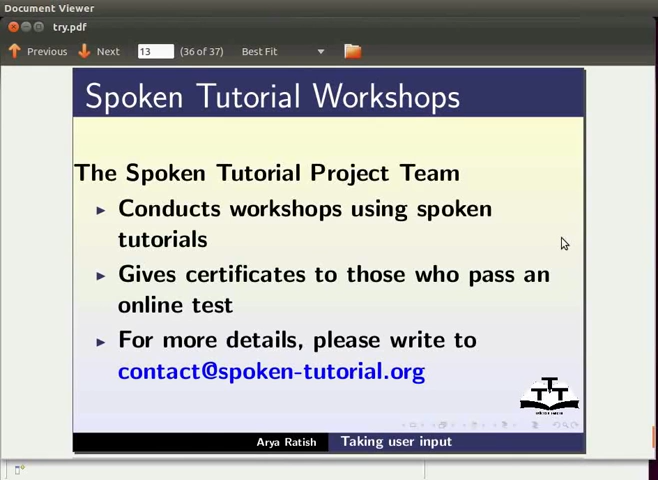 Document Viewer
try.pdf
Previous Next 13 (36 of 37) Best Fit
Spoken Tutorial Workshops
The Spoken Tutorial Project Team
Conducts workshops using spoken
tutorials
Gives certificates to those who pass an
online test
For more details, please write to
contact@spoken-tutorial.org
Arya Ratish Taking user input